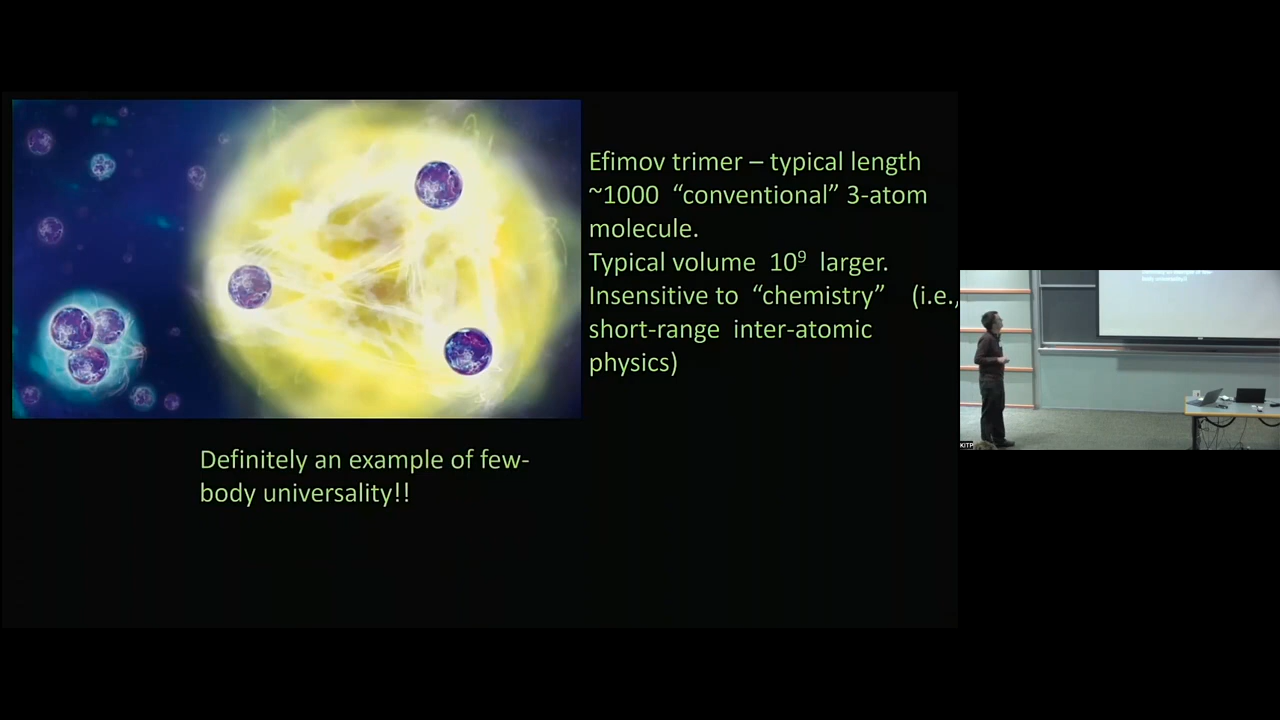 Efimov trimer – typical length
~1000 “conventional” 3-atom
molecule.
Typical volume 10⁹ larger.
Insensitive to “chemistry” (i.e.,
short-range inter-atomic
physics)
Definitely an example of few-
body universality!!
KITP